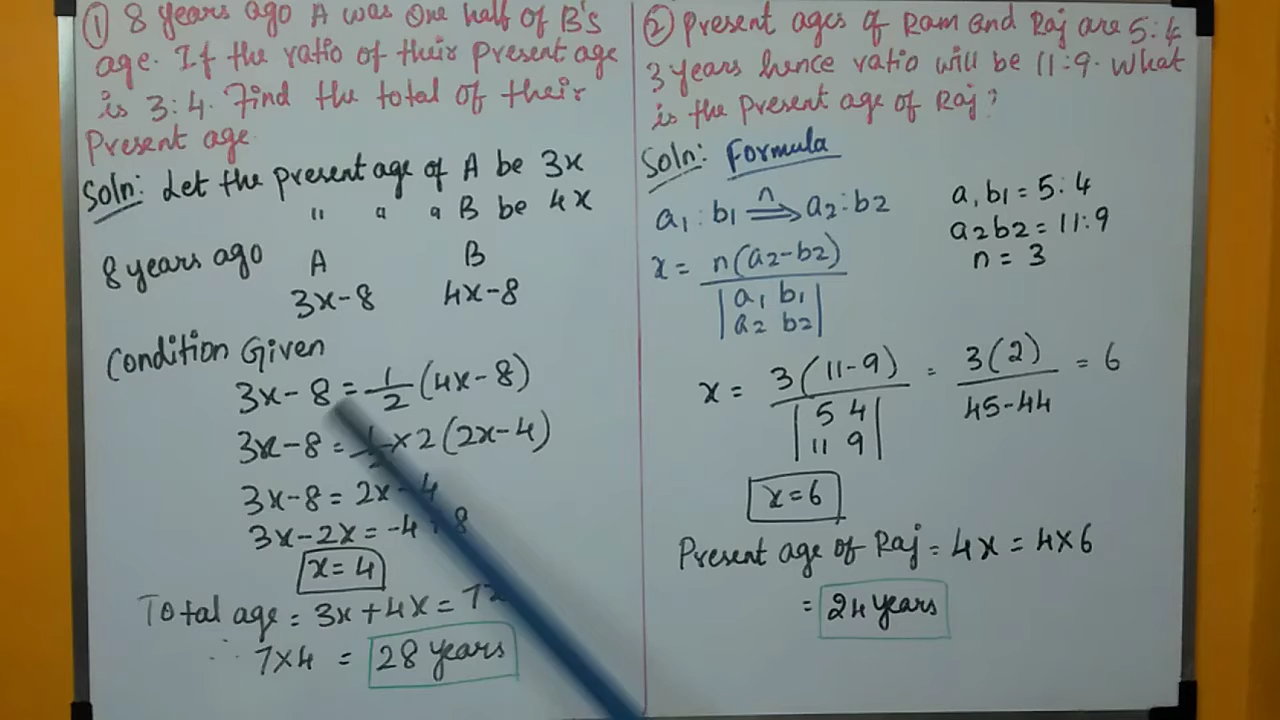 ① 8 years ago A was One half of B's
age. If the ratio of their Present age
is 3:4. Find the total of their
Present age.
Soln: Let the present age of A be 3x
" " " B be 4x
8 years ago A B
3x-8 4x-8
Condition Given
3x-8 = 1/2 (4x-8)
3x-8 = 1/2 × 2 (2x-4)
3x-8 = 2x-4
3x-2x = -4+8
x=4
Total age = 3x+4x = 7x
7×4 = 28 years
② Present ages of Ram and Raj are 5:4
3 years hence ratio will be 11:9. What
is the Present age of Raj?
Soln: Formula
a1 : b1 ⟹ n a2 : b2
x = n(a2-b2)
|a1 b1|
|a2 b2|
a1b1 = 5:4
a2b2 = 11:9
n = 3
x = 3(11-9) = 3(2) = 6
|5 4| 45-44
|11 9|
x=6
Present age of Raj = 4x = 4×6
= 24 years